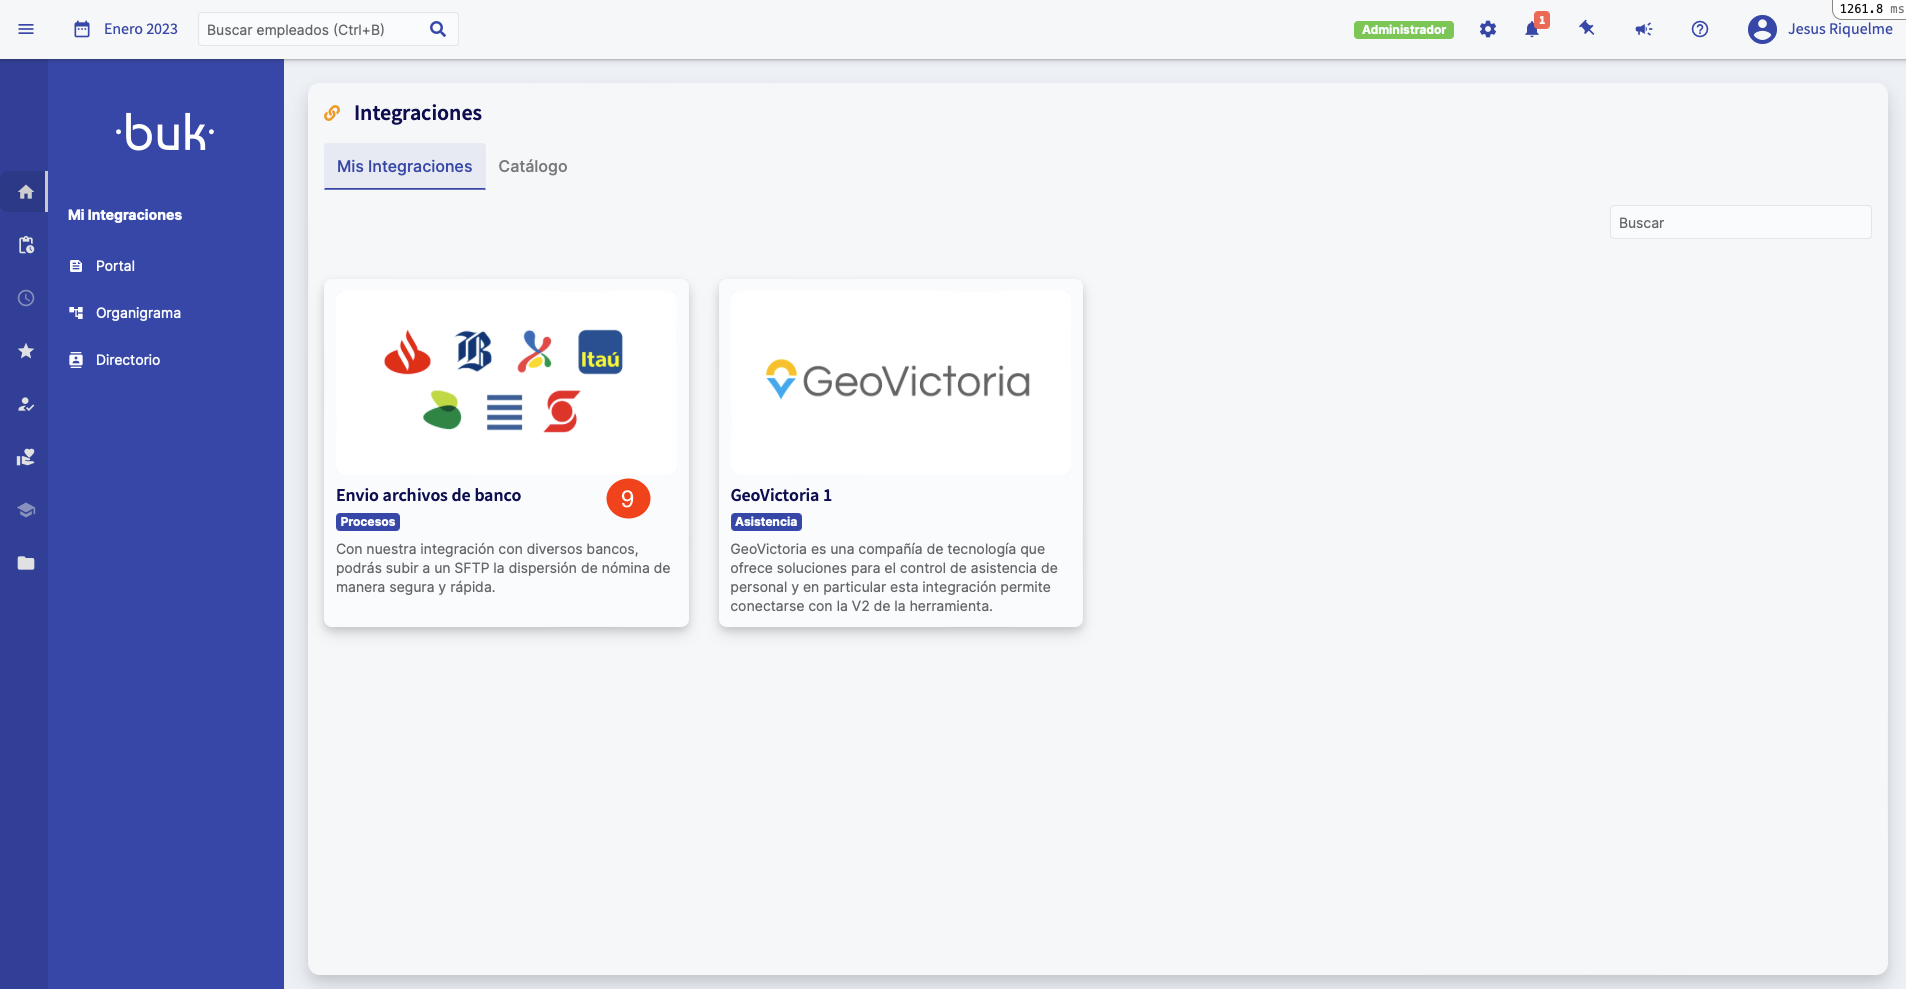 Enero 2023
Buscar empleados (Ctrl+B)
Administrador
1
Jesus Riquelme
1261.8 ms
·buk·
Mi Integraciones
Portal
Organigrama
Directorio
Integraciones
Mis Integraciones
Catálogo
Buscar
Itaú
Envio archivos de banco
9
Procesos
Con nuestra integración con diversos bancos,
podrás subir a un SFTP la dispersión de nómina de
manera segura y rápida.
GeoVictoria
GeoVictoria 1
Asistencia
GeoVictoria es una compañía de tecnología que
ofrece soluciones para el control de asistencia de
personal y en particular esta integración permite
conectarse con la V2 de la herramienta.